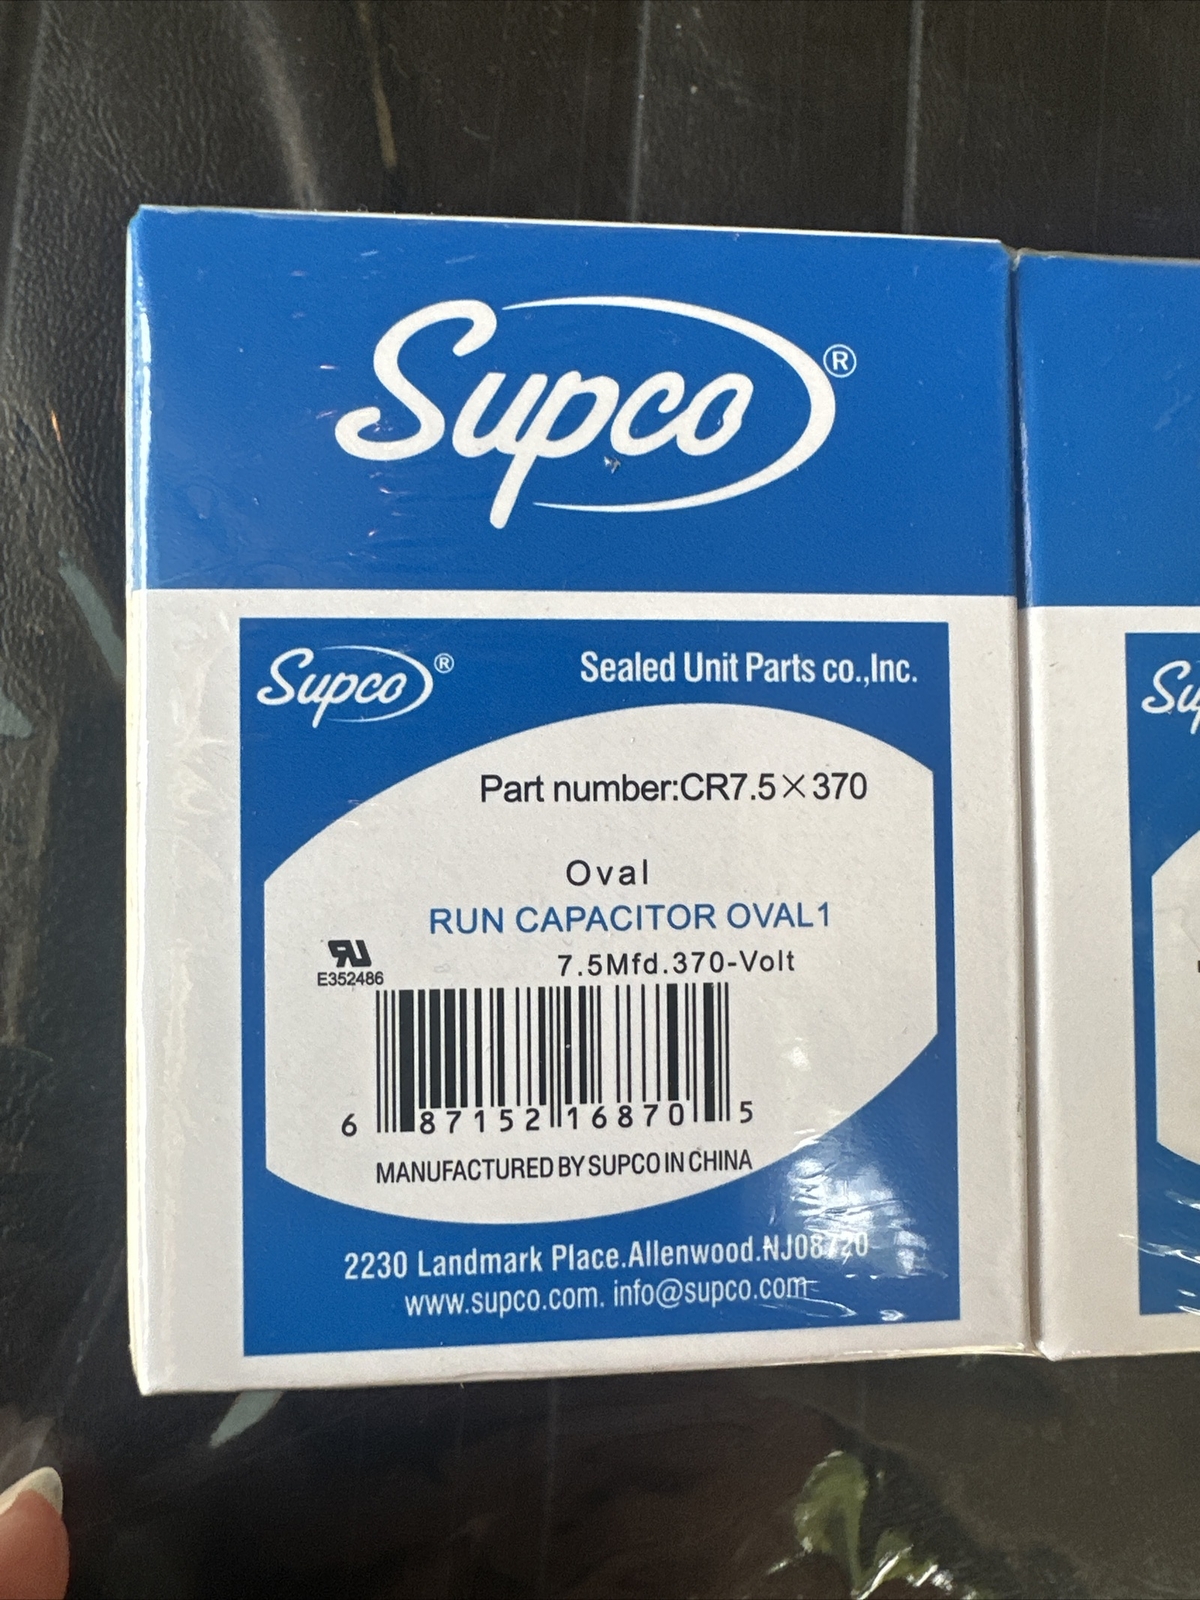 Supco®
Supco®
Sealed Unit Parts co.,Inc.
Part number:CR7.5×370
Oval
RUN CAPACITOR OVAL1
7.5Mfd.370-Volt
E352486
6 87152 16870 5
MANUFACTURED BY SUPCO IN CHINA
2230 Landmark Place.Allenwood.NJ08720
www.supco.com. info@supco.com
Su